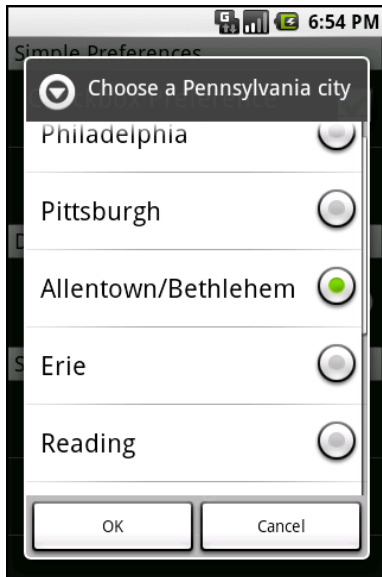 G
6:54 PM
Simple Preferences
Choose a Pennsylvania city
Philadelphia
Pittsburgh
Allentown/Bethlehem
Erie
Reading
OK
Cancel